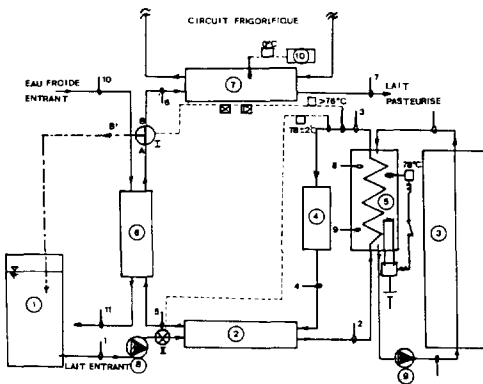 CIRCUIT FRIGORIFIQUE
0°C
10
7
EAU FROIDE
ENTRANT
10
6
>76°C
7
LAIT
PASTEURISE
B'
B
A
I
78±2°C
3
8
78°C
5
3
4
9
6
1
4
11
5
2
2
1
II
T
LAIT ENTRANT
8
9